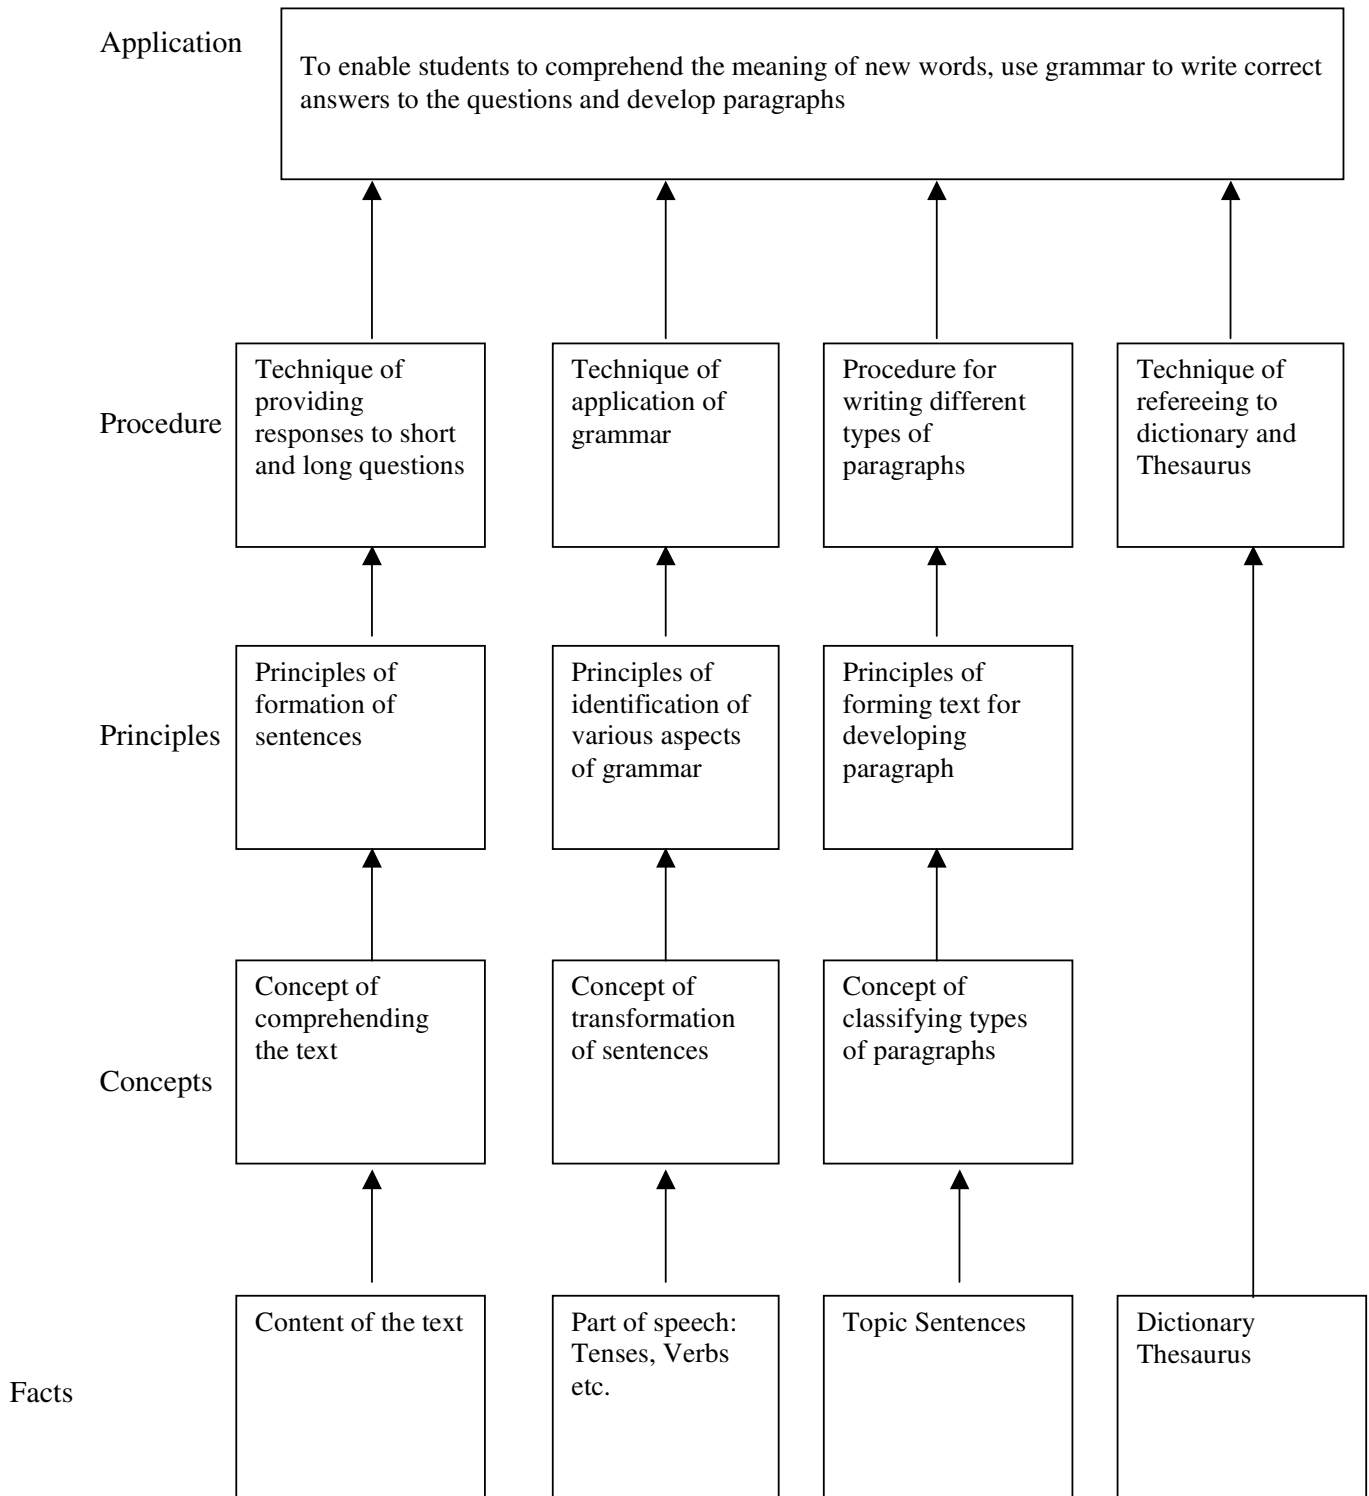 Application
To enable students to comprehend the meaning of new words, use grammar to write correct
answers to the questions and develop paragraphs
Procedure
Technique of
providing
responses to short
and long questions
Technique of
application of
grammar
Procedure for
writing different
types of
paragraphs
Technique of
refereeing to
dictionary and
Thesaurus
Principles
Principles of
formation of
sentences
Principles of
identification of
various aspects
of grammar
Principles of
forming text for
developing
paragraph
Concepts
Concept of
comprehending
the text
Concept of
transformation
of sentences
Concept of
classifying types
of paragraphs
Facts
Content of the text
Part of speech:
Tenses, Verbs
etc.
Topic Sentences
Dictionary
Thesaurus